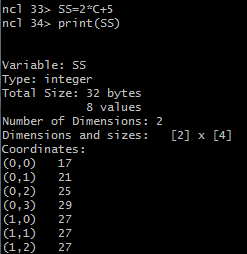 ncl 33> SS=2*C+5
ncl 34> print(SS)
Variable: SS
Type: integer
Total Size: 32 bytes
8 values
Number of Dimensions: 2
Dimensions and sizes: [2] x [4]
Coordinates:
(0,0) 17
(0,1) 21
(0,2) 25
(0,3) 29
(1,0) 27
(1,1) 27
(1,2) 27